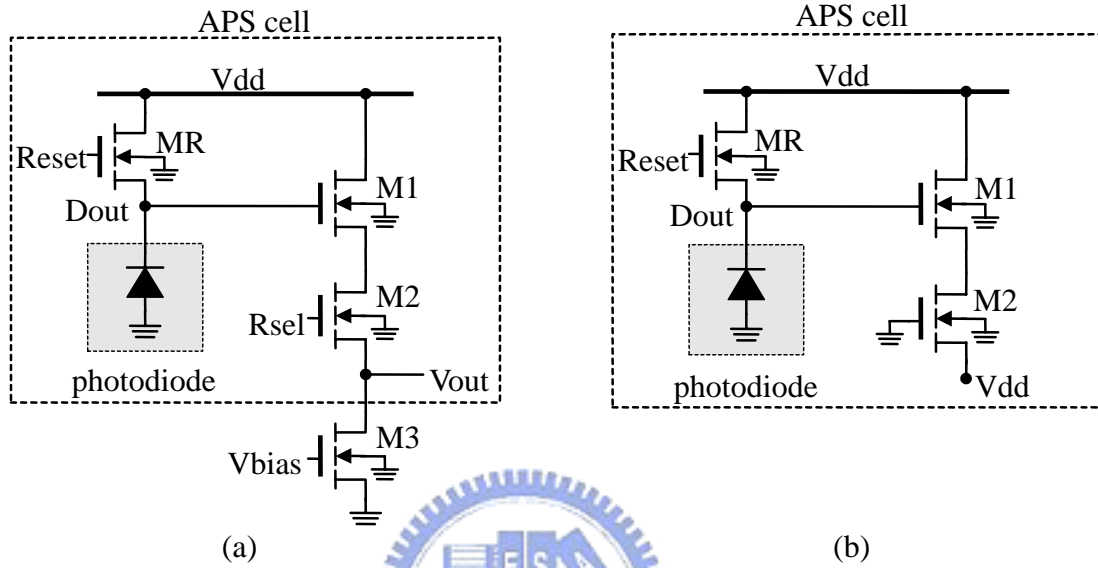 APS cell
Vdd
MR
Reset
M1
Dout
M2
Rsel
photodiode
Vout
M3
Vbias
(a)
APS cell
Vdd
MR
Reset
M1
Dout
M2
photodiode
Vdd
(b)